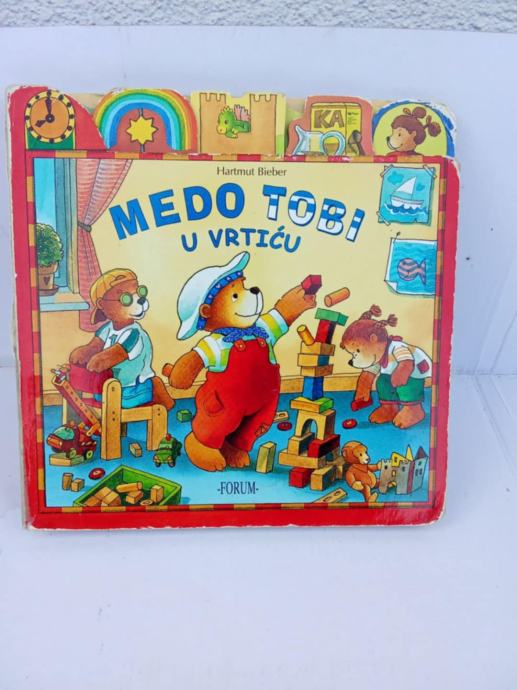 KA
Hartmut Bieber
MEDO TOBI
U VRTIĆU
-FORUM-